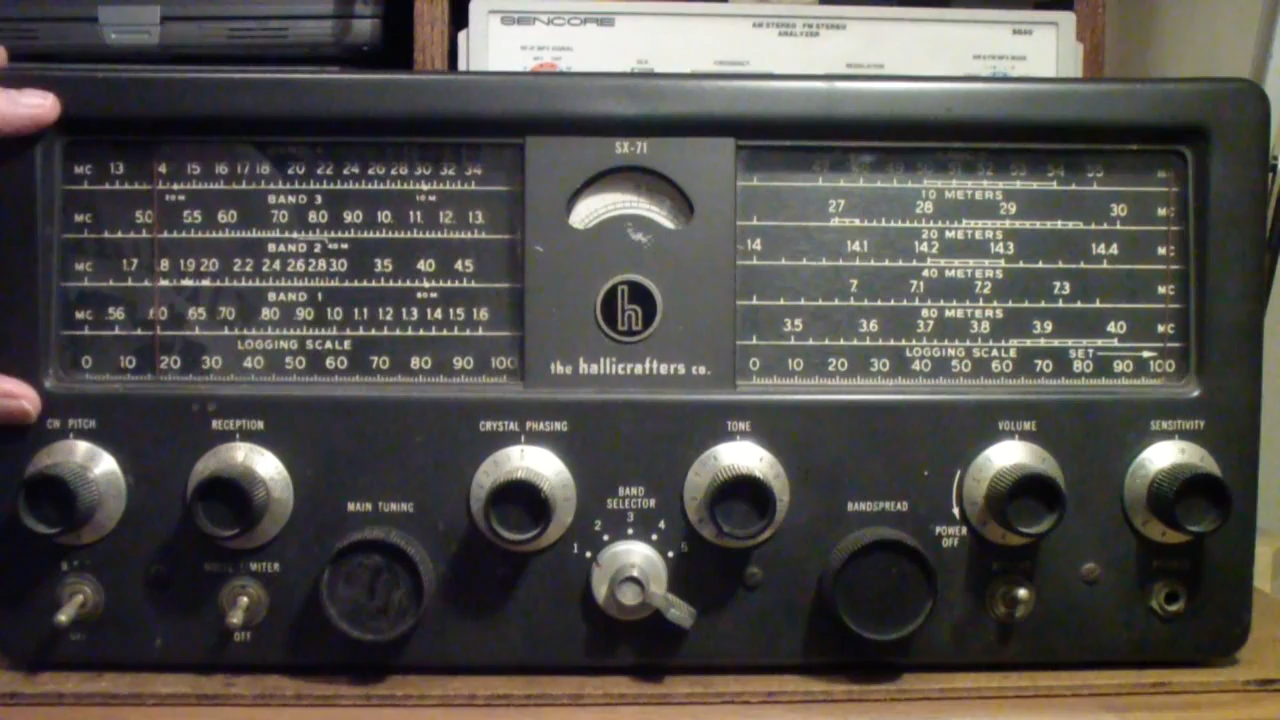 SENCORE
AM STEREO - FM STEREO
ANALYZER
SX-71
MC 13 4 15 16 17 18 20 22 24 26 28 30 32 34
20 M BAND 3 10 M
MC 5.0 5.5 6.0 7.0 8.0 9.0 10. 11. 12. 13.
BAND 2 40 M
MC 1.7 .8 1.9 2.0 2.2 2.4 2.6 2.8 3.0 3.5 4.0 4.5
BAND 1 80 M
MC .56 .60 .65 .70 .80 .90 1.0 1.1 1.2 1.3 1.4 1.5 1.6
LOGGING SCALE
0 10 20 30 40 50 60 70 80 90 100
h
the hallicrafters co.
47 48 49 50 51 52 53 54 55
10 METERS
27 28 29 30 MC
20 METERS
14 14.1 14.2 14.3 14.4 MC
40 METERS
7. 7.1 7.2 7.3 MC
80 METERS
3.5 3.6 3.7 3.8 3.9 4.0 MC
LOGGING SCALE SET
0 10 20 30 40 50 60 70 80 90 100
CW PITCH RECEPTION CRYSTAL PHASING TONE VOLUME SENSITIVITY
MAIN TUNING
BAND
SELECTOR
1 2 3 4 5
BANDSPREAD
POWER
OFF
LIMITER
OFF